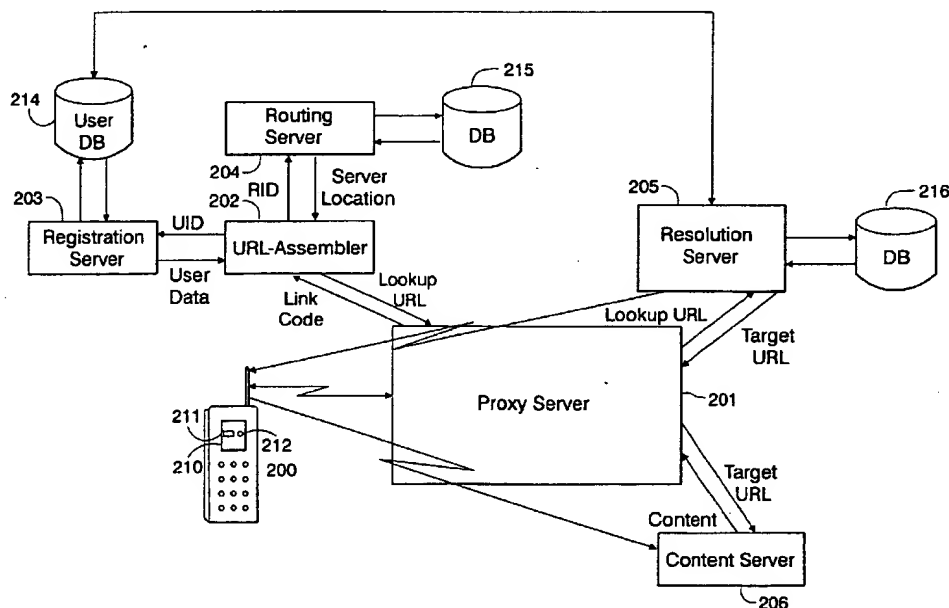 214
User
DB
Routing
Server
215
DB
204
RID
Server
Location
203
202
UID
Registration
Server
URL-Assembler
User
Data
205
216
Resolution
Server
DB
Link
Code
Lookup
URL
Lookup URL
Target
URL
Proxy Server
201
211
212
210
200
Target
URL
Content
Content Server
206